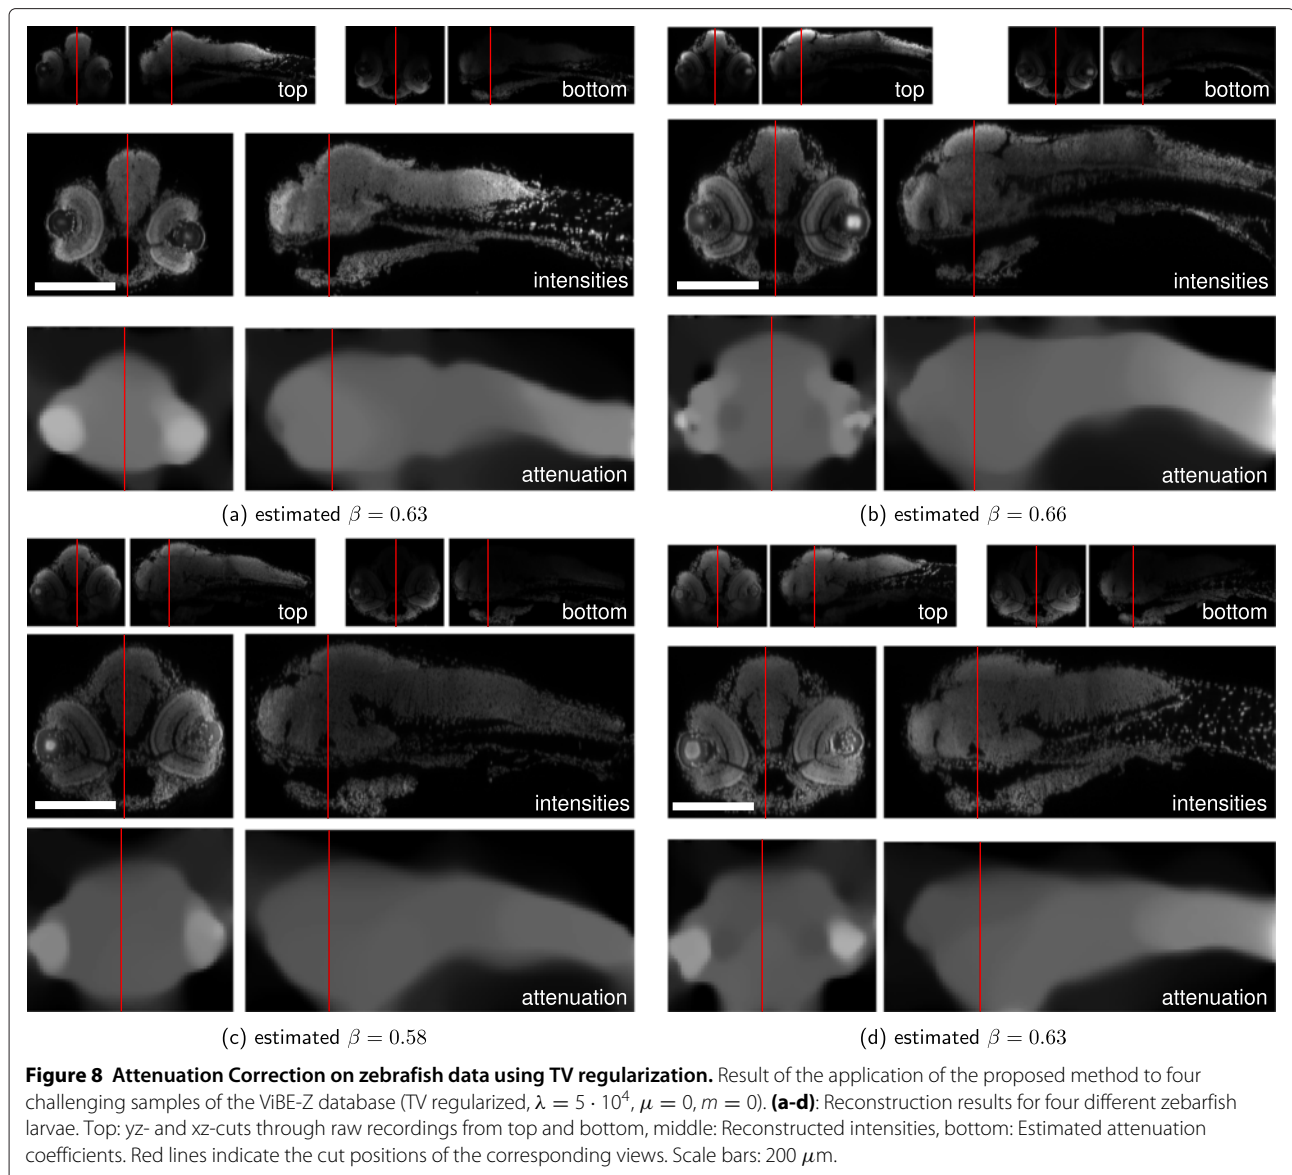 top
bottom
top
bottom
intensities
intensities
attenuation
attenuation
(a) estimated β = 0.63
(b) estimated β = 0.66
top
bottom
top
bottom
intensities
intensities
attenuation
attenuation
(c) estimated β = 0.58
(d) estimated β = 0.63
Figure 8 Attenuation Correction on zebrafish data using TV regularization. Result of the application of the proposed method to four
challenging samples of the ViBE-Z database (TV regularized, λ = 5 · 10⁴, μ = 0, m = 0). (a-d): Reconstruction results for four different zebarfish
larvae. Top: yz- and xz-cuts through raw recordings from top and bottom, middle: Reconstructed intensities, bottom: Estimated attenuation
coefficients. Red lines indicate the cut positions of the corresponding views. Scale bars: 200 μm.